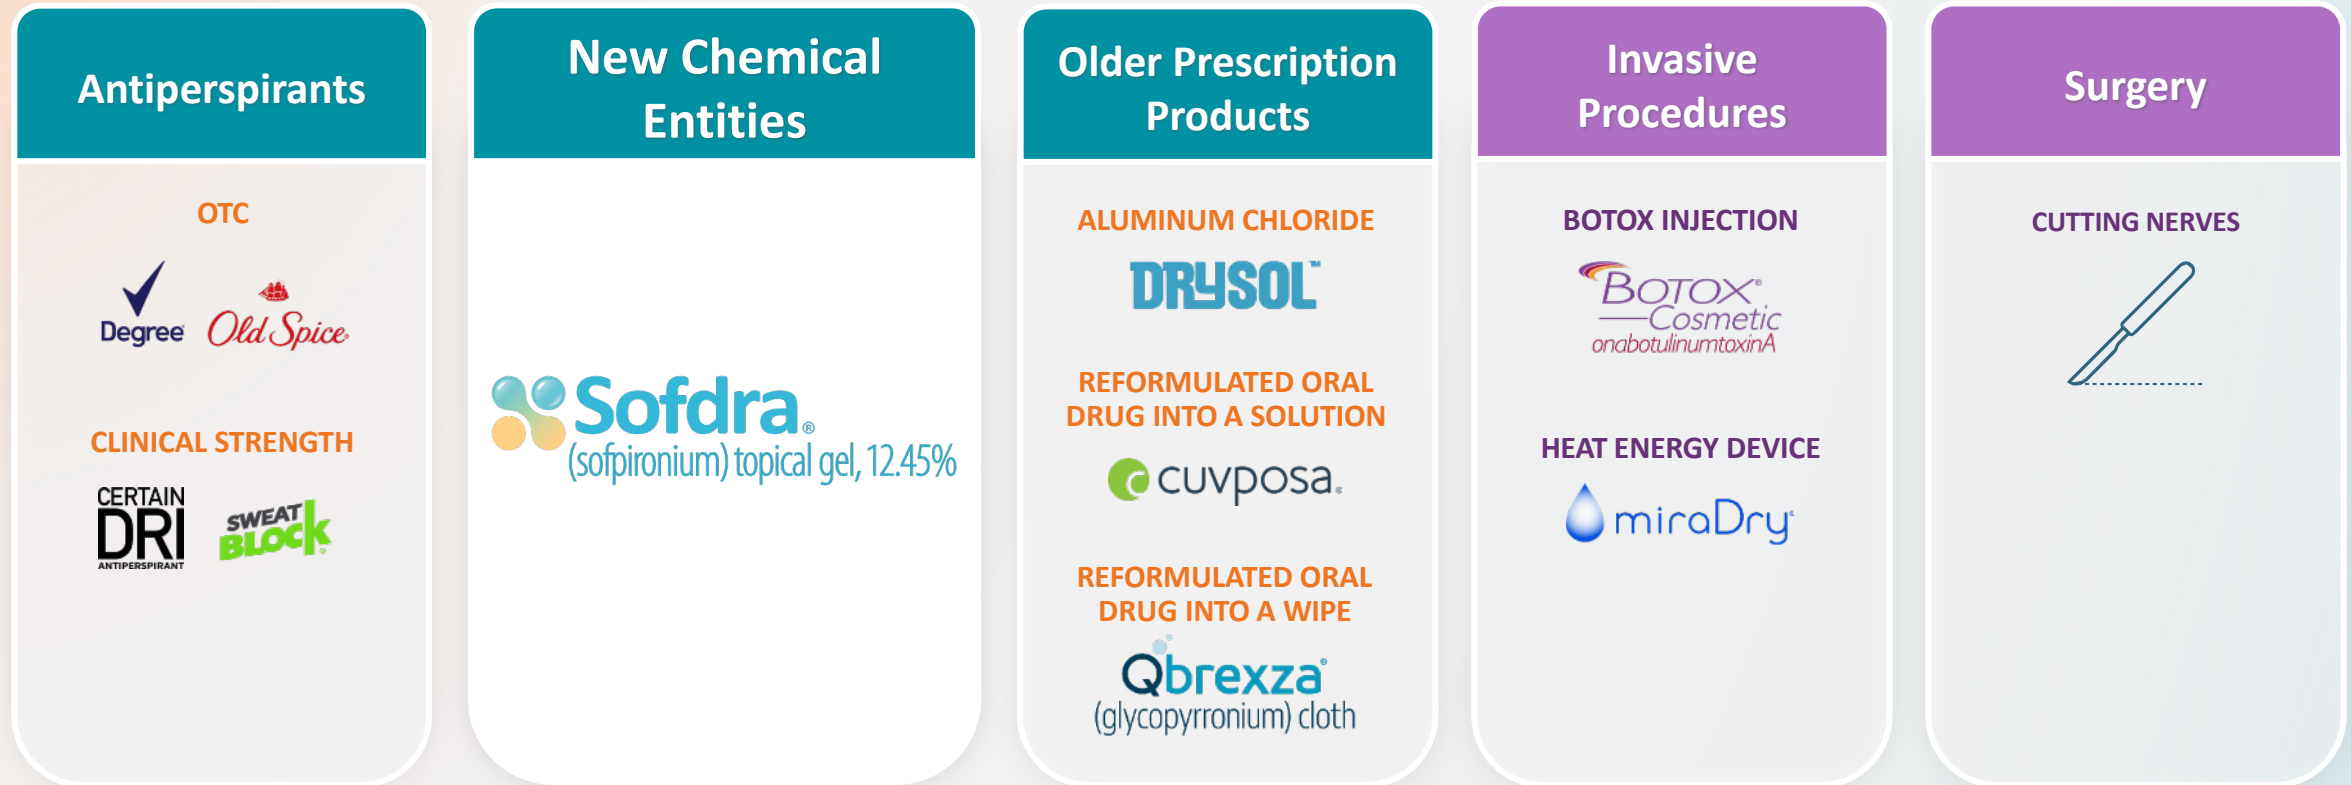 Antiperspirants
OTC
Degree
Old Spice
CLINICAL STRENGTH
CERTAIN
DRI
ANTIPERSPIRANT
SWEAT
BLOCK
New Chemical
Entities
Sofdra®
(sofpironium) topical gel, 12.45%
Older Prescription
Products
ALUMINUM CHLORIDE
DRYSOL™
REFORMULATED ORAL
DRUG INTO A SOLUTION
cuvposa
REFORMULATED ORAL
DRUG INTO A WIPE
Qbrexza®
(glycopyrronium) cloth
Invasive
Procedures
BOTOX INJECTION
BOTOX®
Cosmetic
onabotulinumtoxinA
HEAT ENERGY DEVICE
miraDry
Surgery
CUTTING NERVES